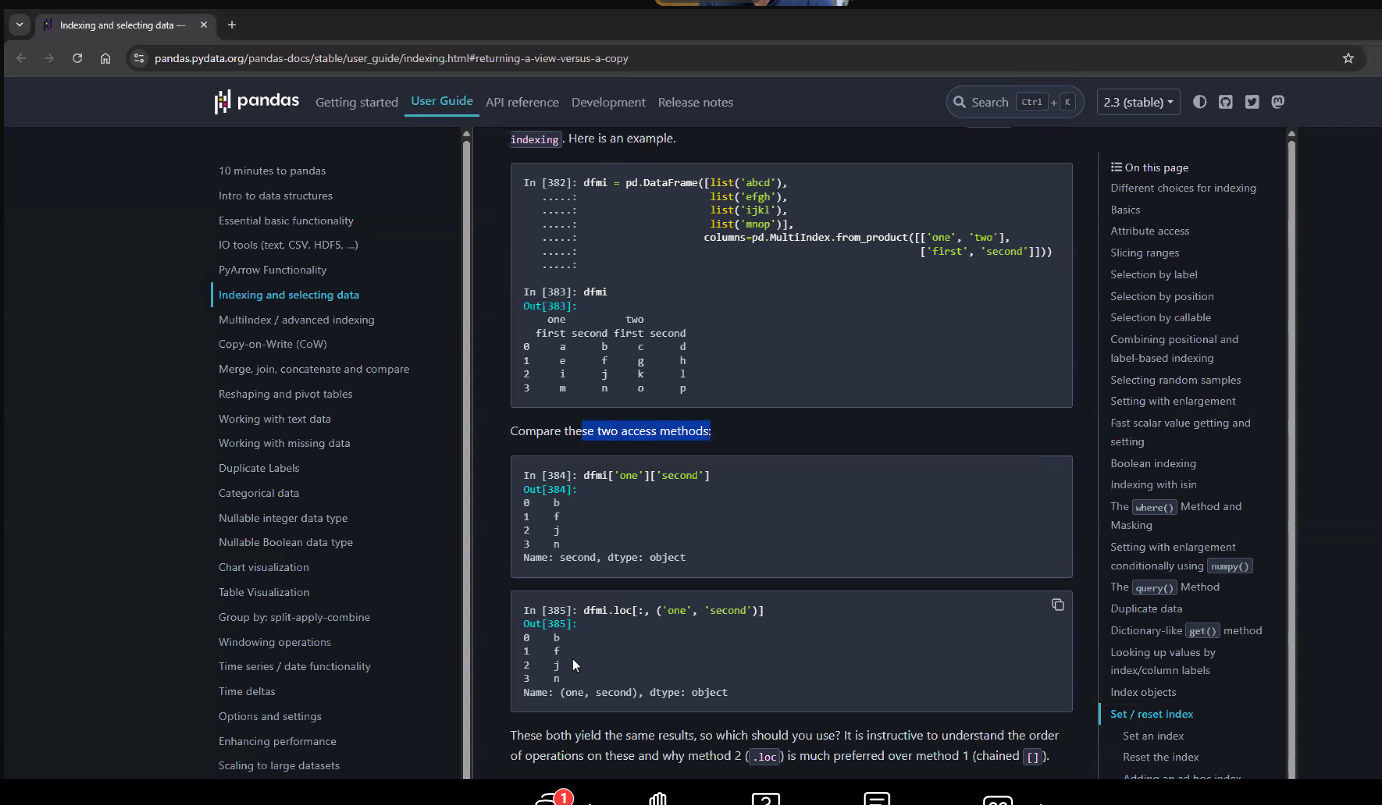 Indexing and selecting data —
pandas.pydata.org/pandas-docs/stable/user_guide/indexing.html#returning-a-view-versus-a-copy
pandas
Getting started
User Guide
API reference
Development
Release notes
Search
Ctrl + K
2.3 (stable)
10 minutes to pandas
Intro to data structures
Essential basic functionality
IO tools (text, CSV, HDF5, ...)
PyArrow Functionality
Indexing and selecting data
MultiIndex / advanced indexing
Copy-on-Write (CoW)
Merge, join, concatenate and compare
Reshaping and pivot tables
Working with text data
Working with missing data
Duplicate Labels
Categorical data
Nullable integer data type
Nullable Boolean data type
Chart visualization
Table Visualization
Group by: split-apply-combine
Windowing operations
Time series / date functionality
Time deltas
Options and settings
Enhancing performance
Scaling to large datasets
indexing. Here is an example.
In [382]: dfmi = pd.DataFrame([list('abcd'),
.....: list('efgh'),
.....: list('ijkl'),
.....: list('mnop')],
.....: columns=pd.MultiIndex.from_product([['one', 'two'],
.....: ['first', 'second']]))
.....:
In [383]: dfmi
Out[383]:
one two
first second first second
0 a b c d
1 e f g h
2 i j k l
3 m n o p
Compare these two access methods:
In [384]: dfmi['one']['second']
Out[384]:
0 b
1 f
2 j
3 n
Name: second, dtype: object
In [385]: dfmi.loc[:, ('one', 'second')]
Out[385]:
0 b
1 f
2 j
3 n
Name: (one, second), dtype: object
These both yield the same results, so which should you use? It is instructive to understand the order
of operations on these and why method 2 (.loc) is much preferred over method 1 (chained []).
On this page
Different choices for indexing
Basics
Attribute access
Slicing ranges
Selection by label
Selection by position
Selection by callable
Combining positional and
label-based indexing
Selecting random samples
Setting with enlargement
Fast scalar value getting and
setting
Boolean indexing
Indexing with isin
The where() Method and
Masking
Setting with enlargement
conditionally using numpy()
The query() Method
Duplicate data
Dictionary-like get() method
Looking up values by
index/column labels
Index objects
Set / reset index
Set an index
Reset the index
Adding an ad hoc index
1